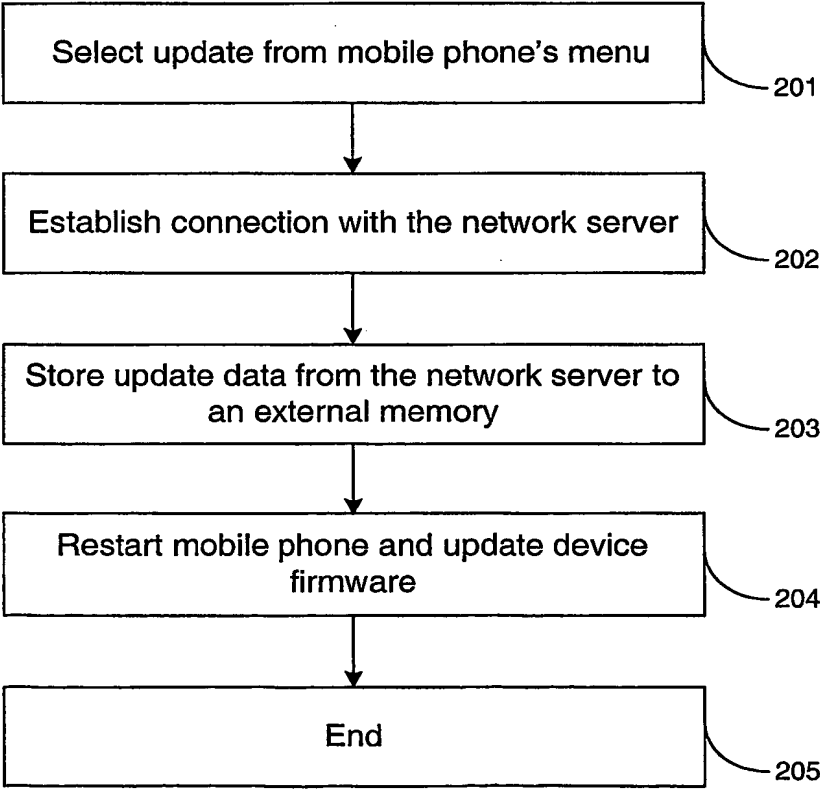 Select update from mobile phone's menu
201
Establish connection with the network server
202
Store update data from the network server to
an external memory
203
Restart mobile phone and update device
firmware
204
End
205